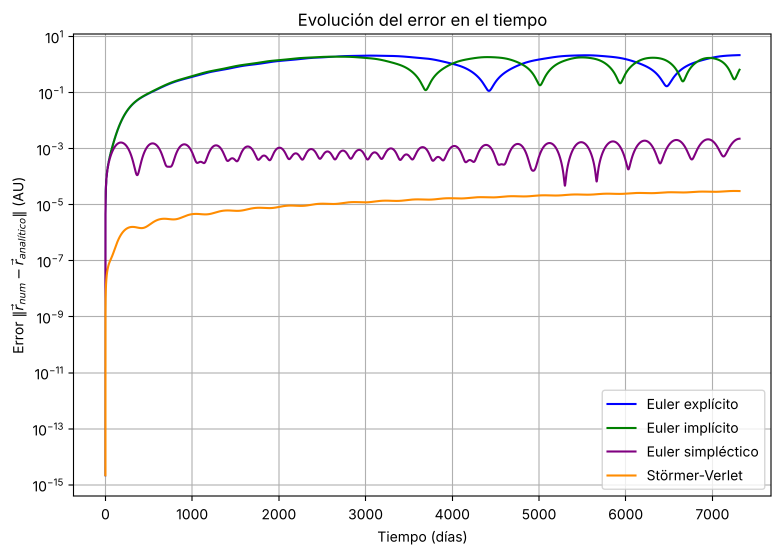 Evolución del error en el tiempo
Error ‖r⃗_num − r⃗_analítico‖ (AU)
10¹
10⁻¹
10⁻³
10⁻⁵
10⁻⁷
10⁻⁹
10⁻¹¹
10⁻¹³
10⁻¹⁵
0 1000 2000 3000 4000 5000 6000 7000
Tiempo (días)
Euler explícito
Euler implícito
Euler simpléctico
Störmer-Verlet